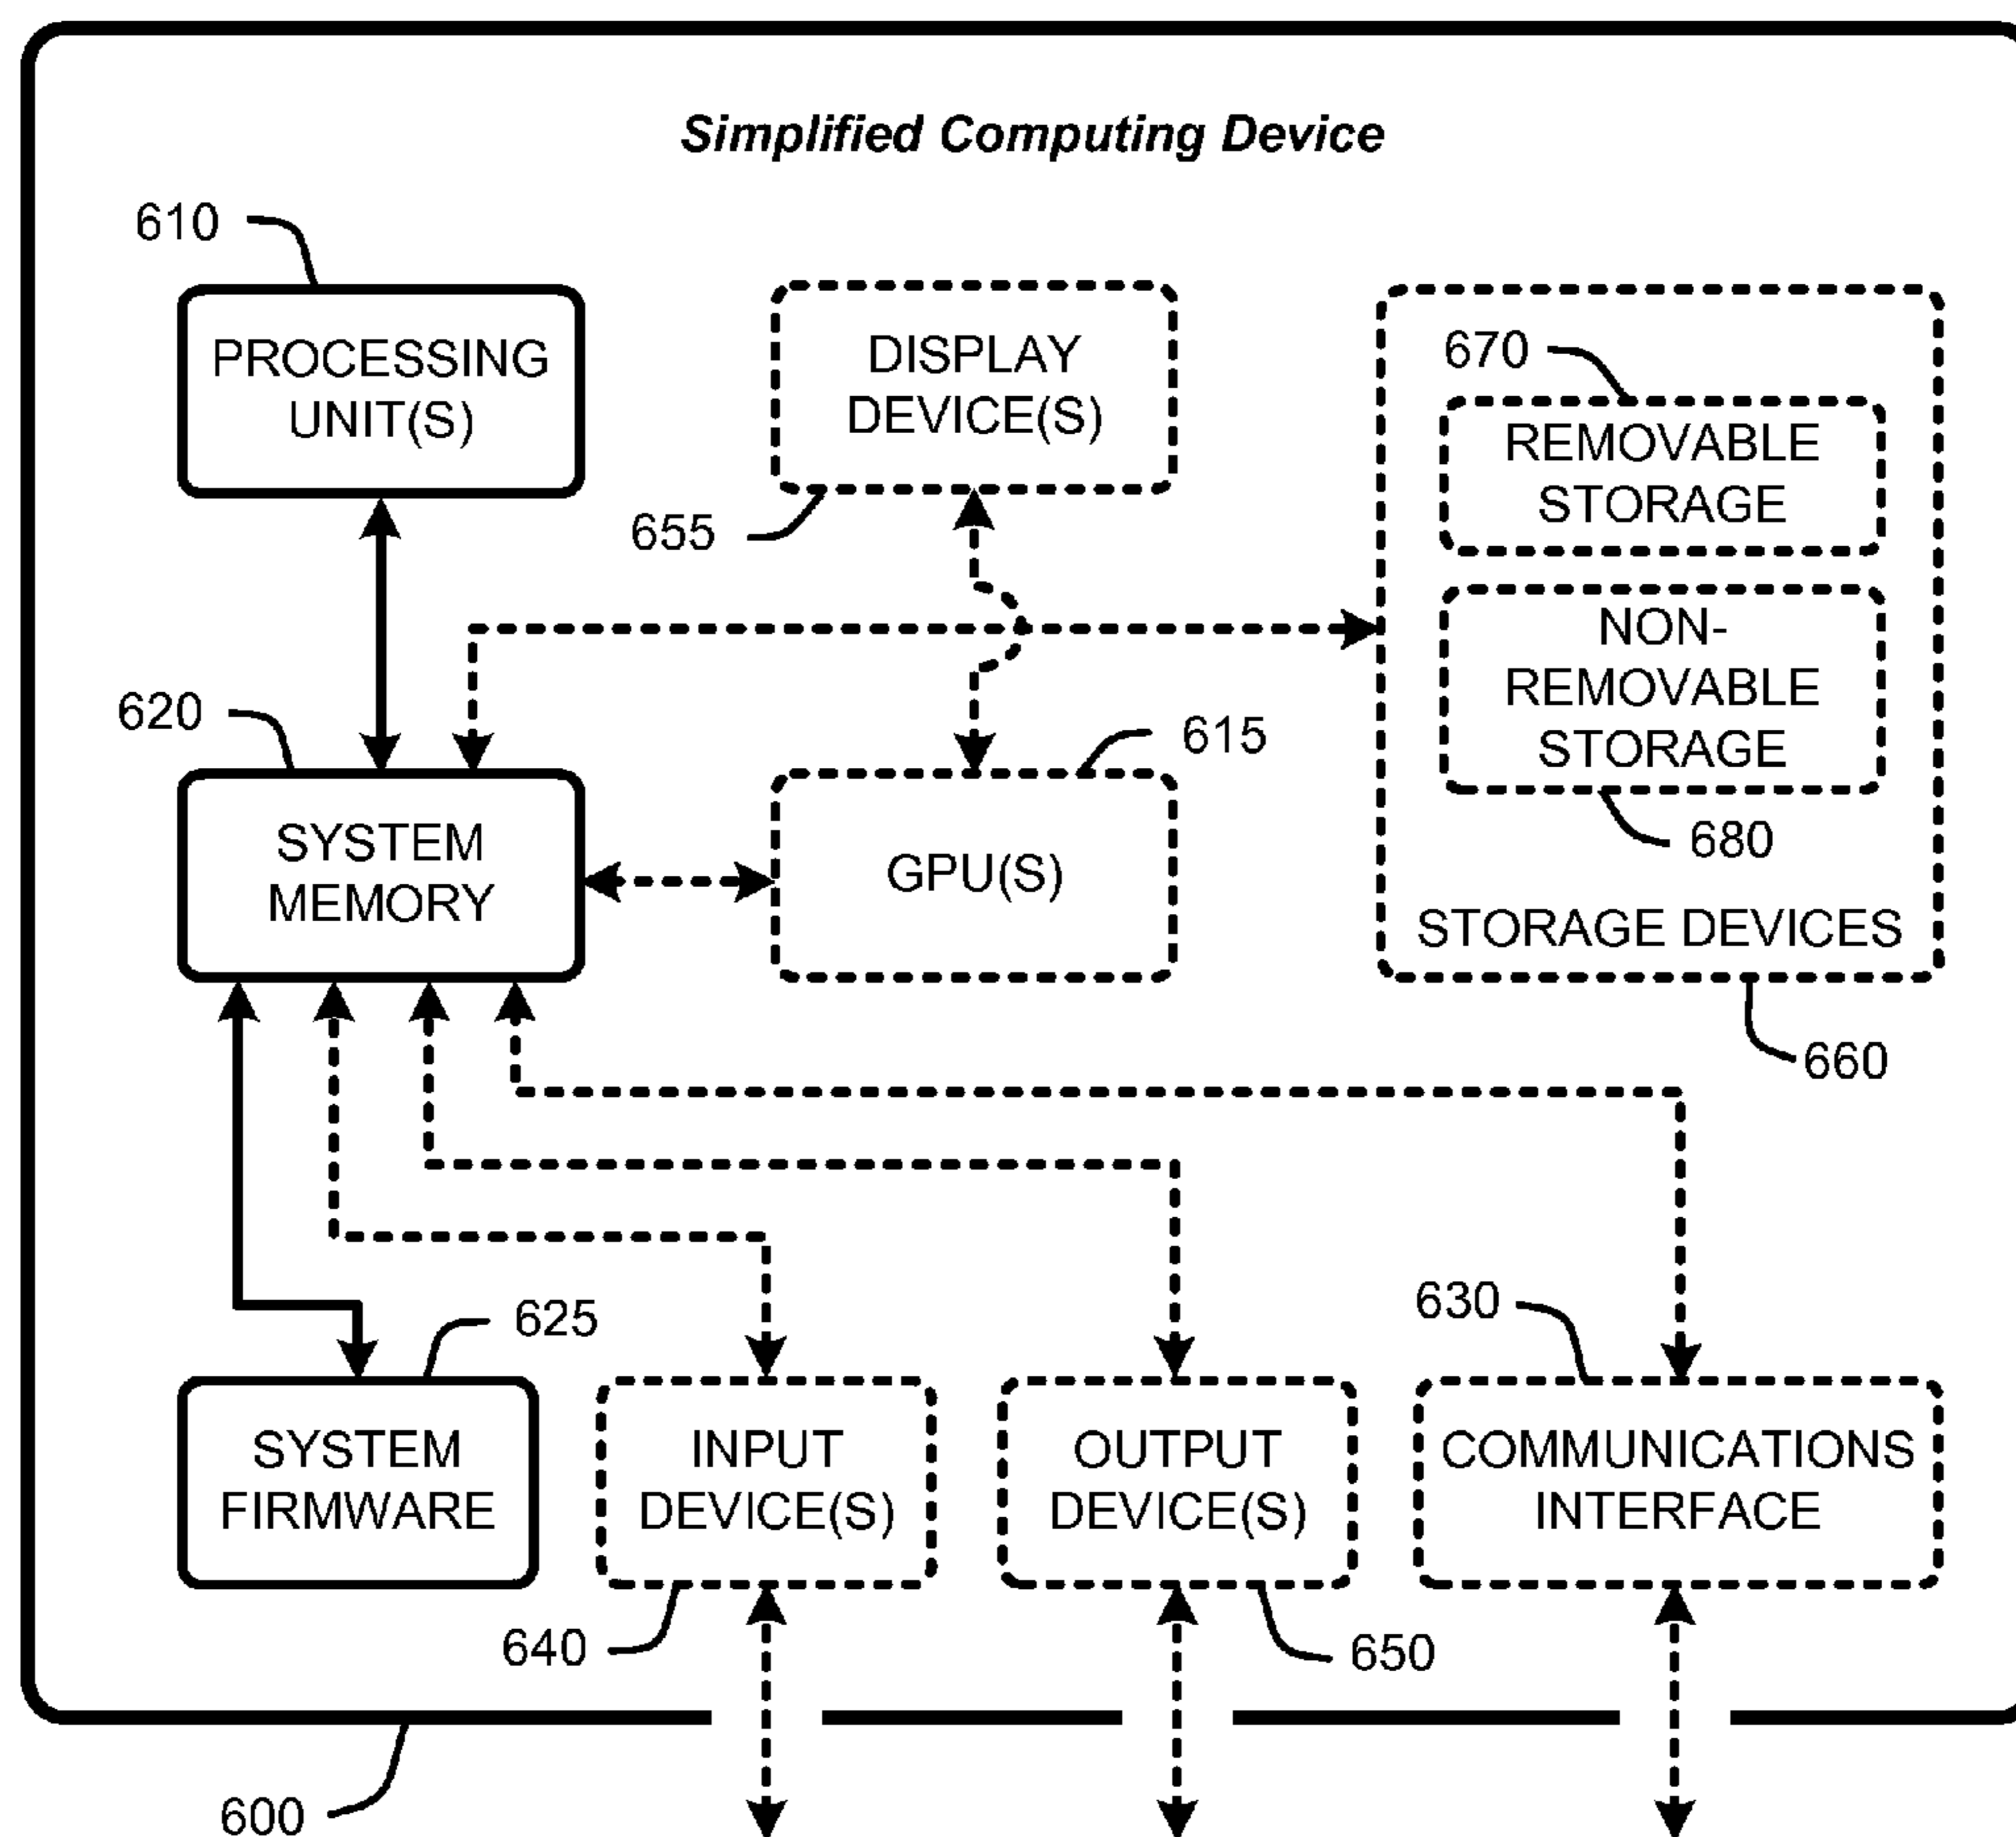 Simplified Computing Device
610
PROCESSING
UNIT(S)
DISPLAY
DEVICE(S)
655
670
REMOVABLE
STORAGE
NON-
REMOVABLE
STORAGE
680
STORAGE DEVICES
660
620
SYSTEM
MEMORY
615
GPU(S)
625
SYSTEM
FIRMWARE
INPUT
DEVICE(S)
640
OUTPUT
DEVICE(S)
650
630
COMMUNICATIONS
INTERFACE
600